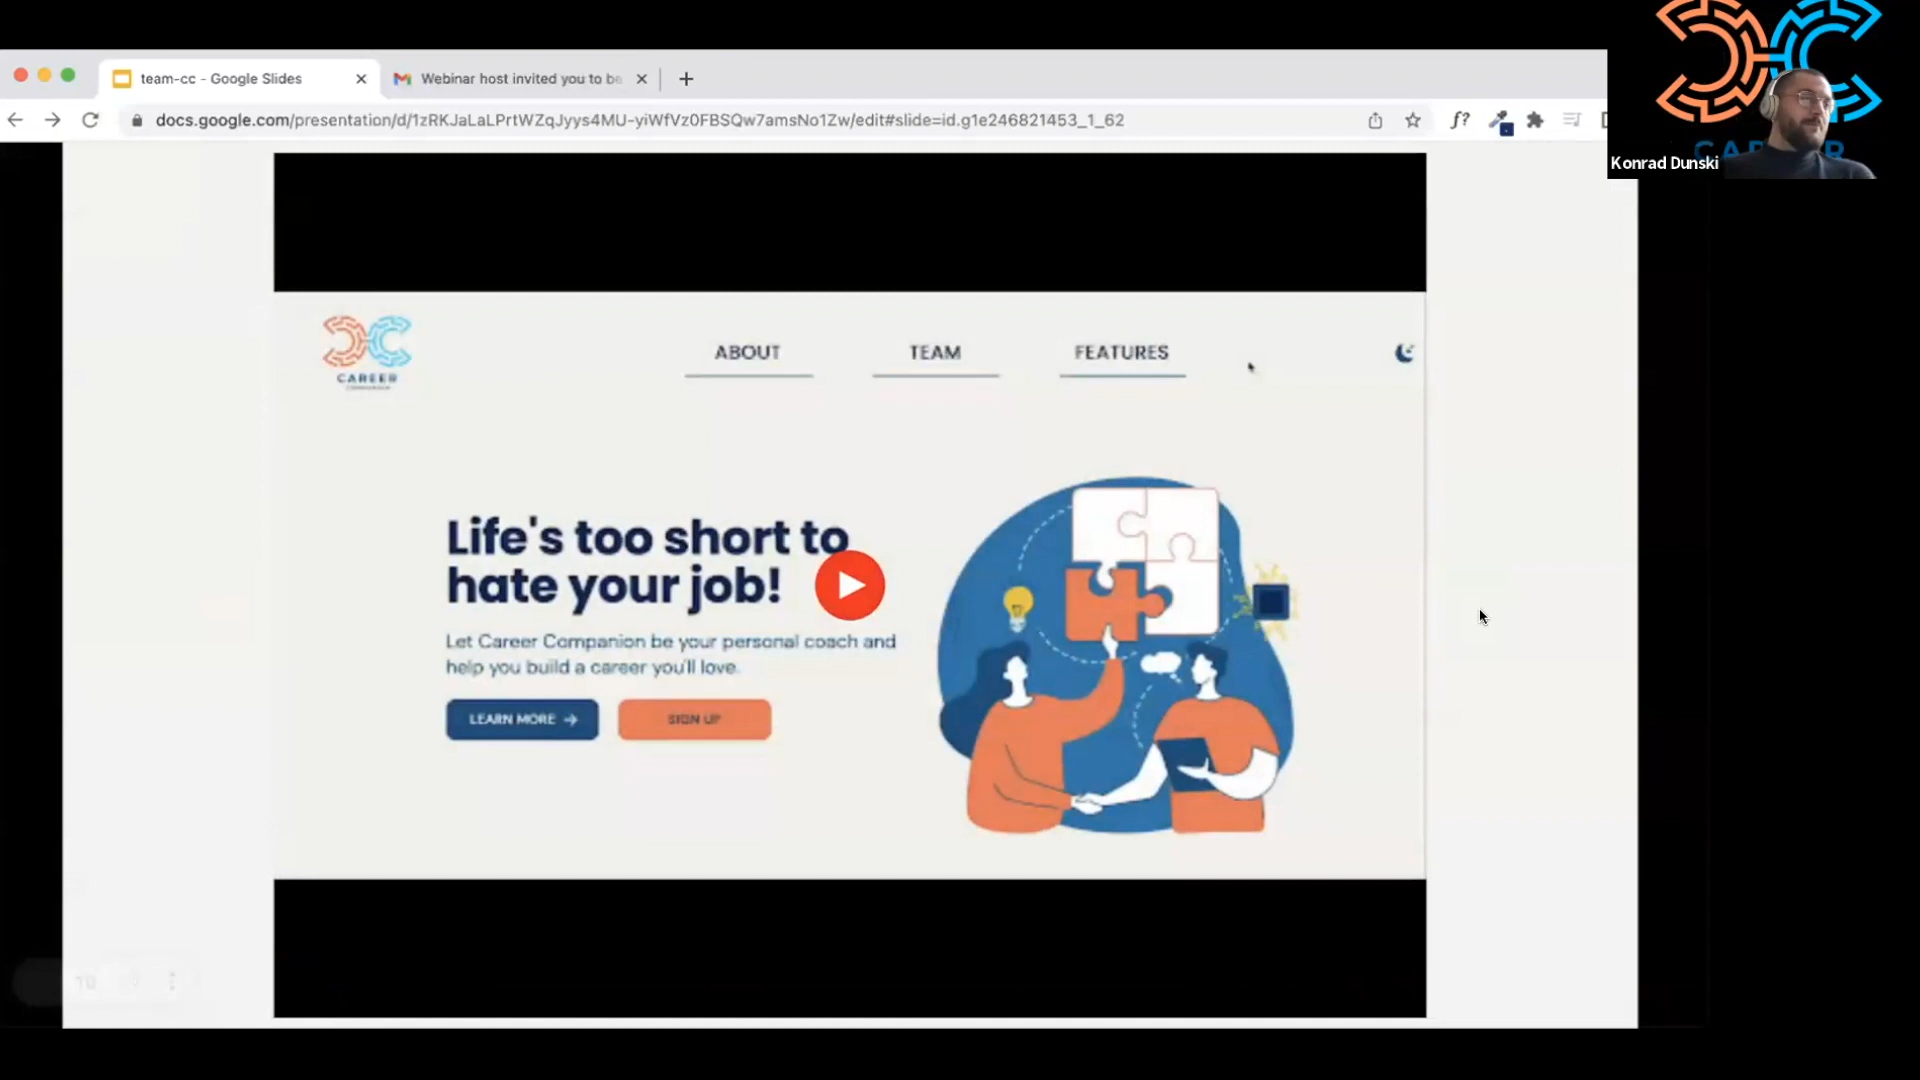 team-cc - Google Slides
Webinar host invited you to be
docs.google.com/presentation/d/1zRKJaLaLPrtWZqJyys4MU-yiWfVz0FBSQw7amsNo1Zw/edit#slide=id.g1e246821453_1_62
f?
Konrad Dunski
CAREER
ABOUT
TEAM
FEATURES
CAREER
Life's too short to
hate your job!
Let Career Companion be your personal coach and
help you build a career you'll love.
LEARN MORE →
SIGN UP